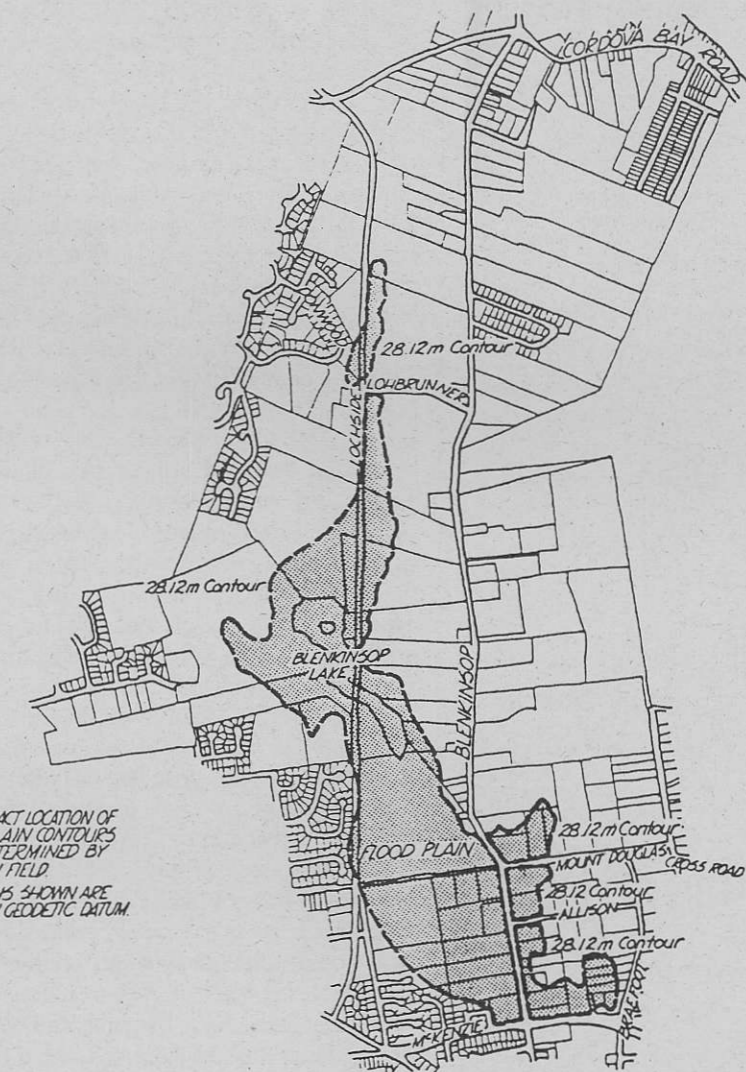 CORDOVA BAY ROAD
28.12m Contour
LOHBRUNNER
LOCHSIDE
28.12m Contour
BLENKINSOP
LAKE
BLENKINSOP
ACT LOCATION OF
AIN CONTOURS
TERMINED BY
FIELD.
NS SHOWN ARE
GEODETIC DATUM.
FLOOD PLAIN
28.12m Contour
MOUNT DOUGLAS
CROSS ROAD
28.12 Contour
ALLISON
28.12m Contour
BRAEFOOT
McKENZIE